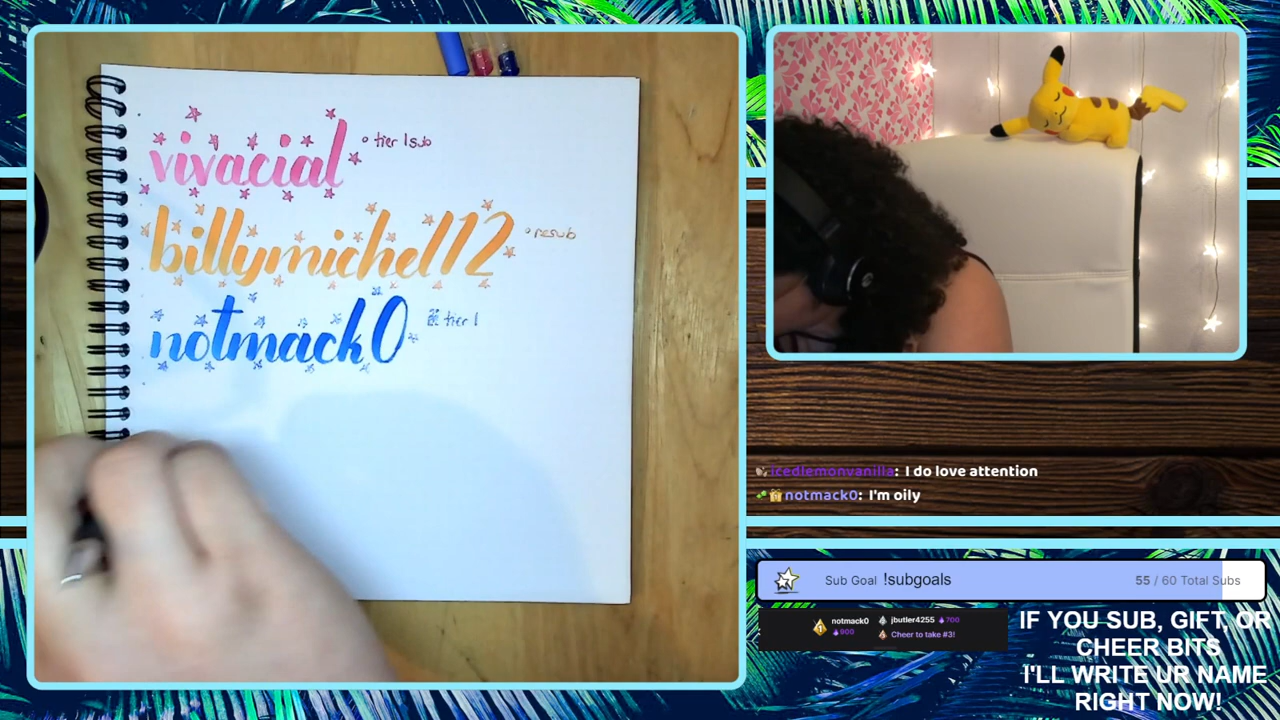 vivacial
tier 1 sub
billymichel12
resub
notmack0
tier 1
icedlemonvanilla: I do love attention
notmack0: I'm oily
Sub Goal !subgoals 55 / 60 Total Subs
1 notmack0 900
jbutler4255 700
Cheer to take #3!
IF YOU SUB, GIFT, OR
CHEER BITS
I'LL WRITE UR NAME
RIGHT NOW!